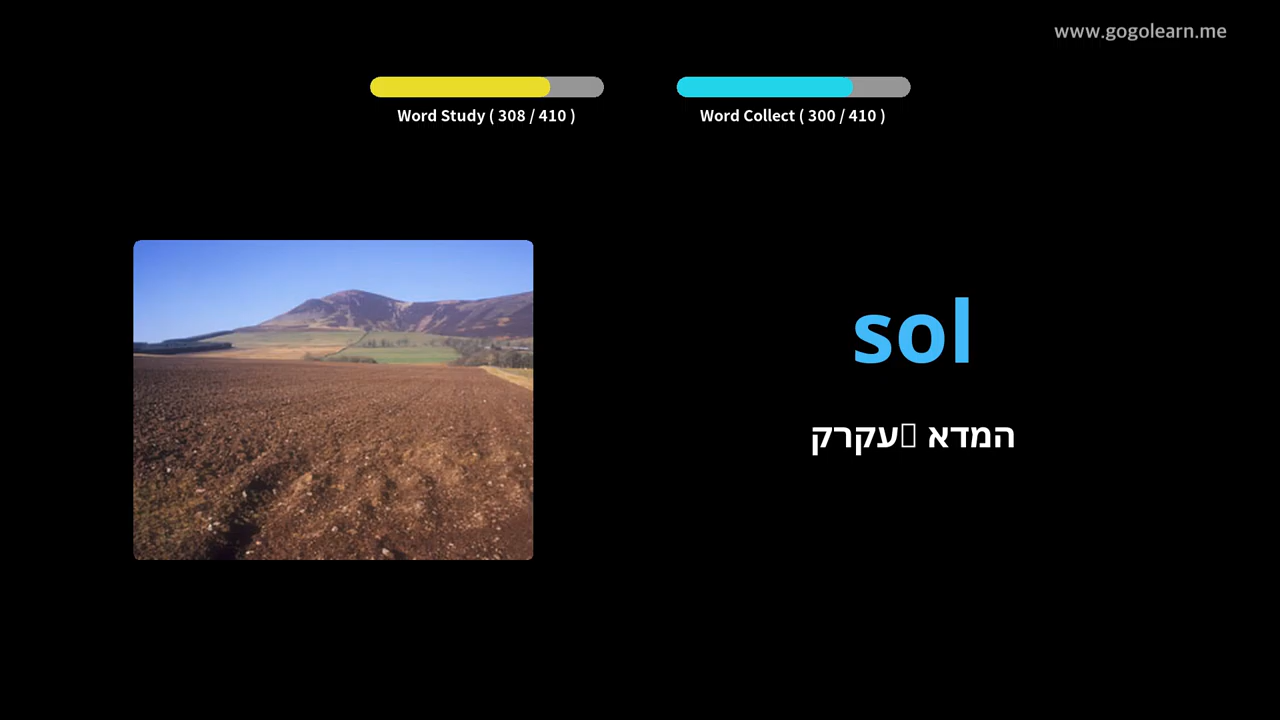 www.gogolearn.me
Word Study ( 308 / 410 )
Word Collect ( 300 / 410 )
sol
המדא עקרק